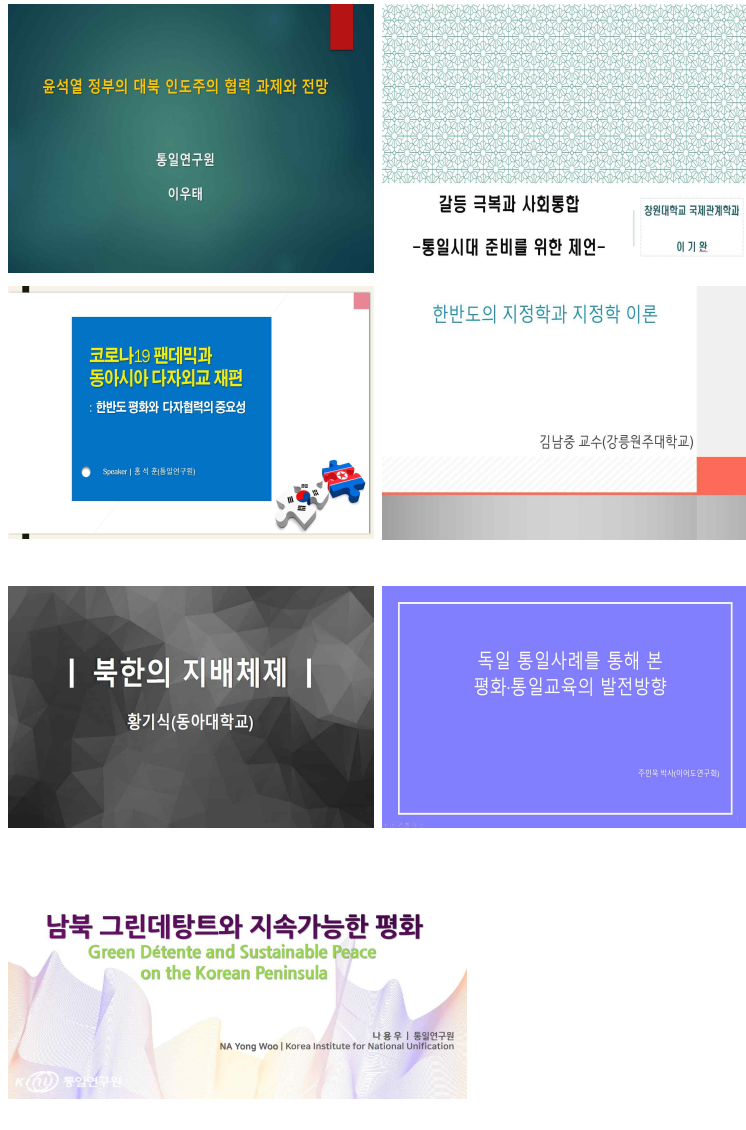 윤석열 정부의 대북 인도주의 협력 과제와 전망
통일연구원
이우태
갈등 극복과 사회통합
-통일시대 준비를 위한 제언-
창원대학교 국제관계학과
이 기 완
코로나19 팬데믹과
동아시아 다자외교 재편
: 한반도 평화와 다자협력의 중요성
Speaker | 홍 석 훈(통일연구원)
한반도의 지정학과 지정학 이론
김남중 교수(강릉원주대학교)
| 북한의 지배체제 |
황기식(동아대학교)
독일 통일사례를 통해 본
평화·통일교육의 발전방향
주민욱 박사(이어도연구회)
남북 그린데탕트와 지속가능한 평화
Green Détente and Sustainable Peace
on the Korean Peninsula
나 용 우 | 통일연구원
NA Yong Woo | Korea Institute for National Unification
KINU 통일연구원